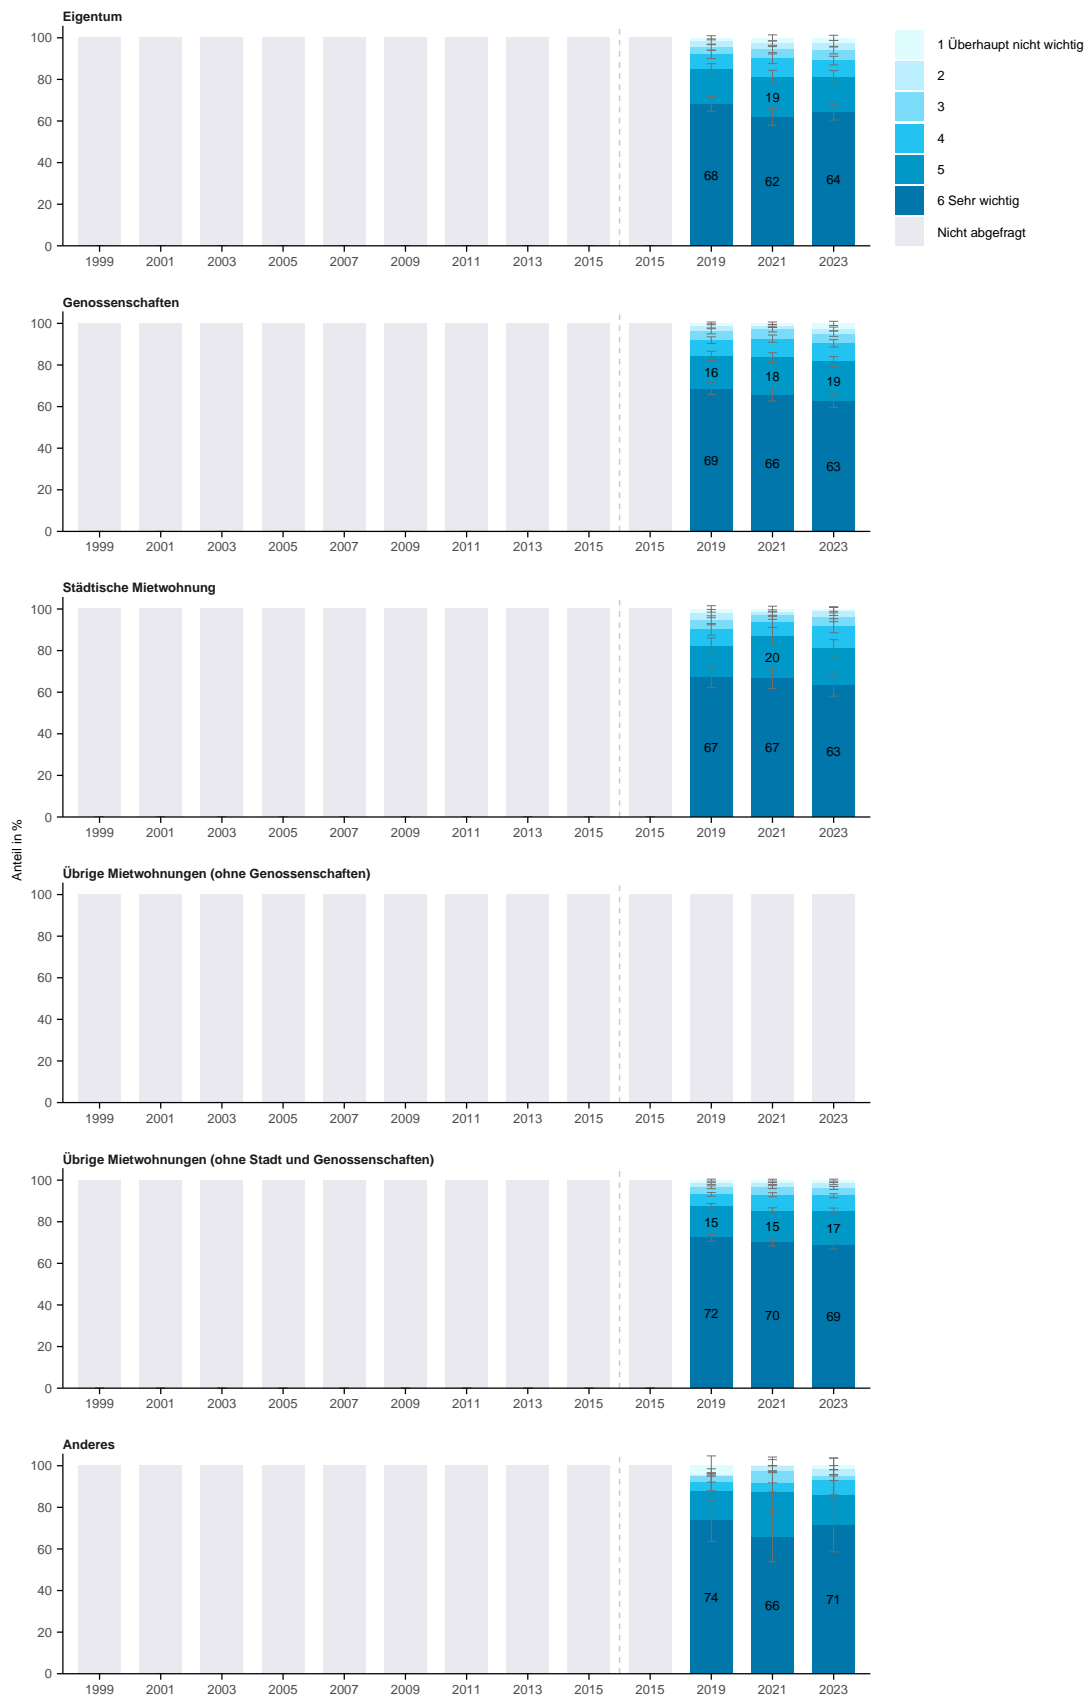 Eigentum
100
80
60
40
20
0
68
19
62
64
1999 2001 2003 2005 2007 2009 2011 2013 2015 2015 2019 2021 2023
1 Überhaupt nicht wichtig
2
3
4
5
6 Sehr wichtig
Nicht abgefragt
Genossenschaften
100
80
60
40
20
0
16 18 19
69 66 63
1999 2001 2003 2005 2007 2009 2011 2013 2015 2015 2019 2021 2023
Städtische Mietwohnung
100
80
60
40
20
0
20
67 67 63
1999 2001 2003 2005 2007 2009 2011 2013 2015 2015 2019 2021 2023
Anteil in %
Übrige Mietwohnungen (ohne Genossenschaften)
100
80
60
40
20
0
1999 2001 2003 2005 2007 2009 2011 2013 2015 2015 2019 2021 2023
Übrige Mietwohnungen (ohne Stadt und Genossenschaften)
100
80
60
40
20
0
15 15 17
72 70 69
1999 2001 2003 2005 2007 2009 2011 2013 2015 2015 2019 2021 2023
Anderes
100
80
60
40
20
0
74 66 71
1999 2001 2003 2005 2007 2009 2011 2013 2015 2015 2019 2021 2023